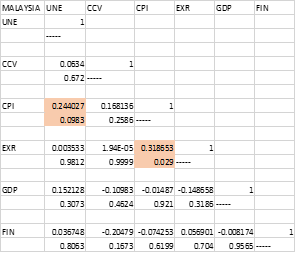 MALAYSIA UNE CCV CPI EXR GDP FIN
UNE 1
-----
CCV 0.0634 1
0.672 -----
CPI 0.244027 0.168136 1
0.0983 0.2586 -----
EXR 0.003533 1.94E-05 0.318653 1
0.9812 0.9999 0.029 -----
GDP 0.152128 -0.10983 -0.01487 -0.148658 1
0.3073 0.4624 0.921 0.3186 -----
FIN 0.036748 -0.20479 -0.074253 0.056901 -0.008174 1
0.8063 0.1673 0.6199 0.704 0.9565 -----